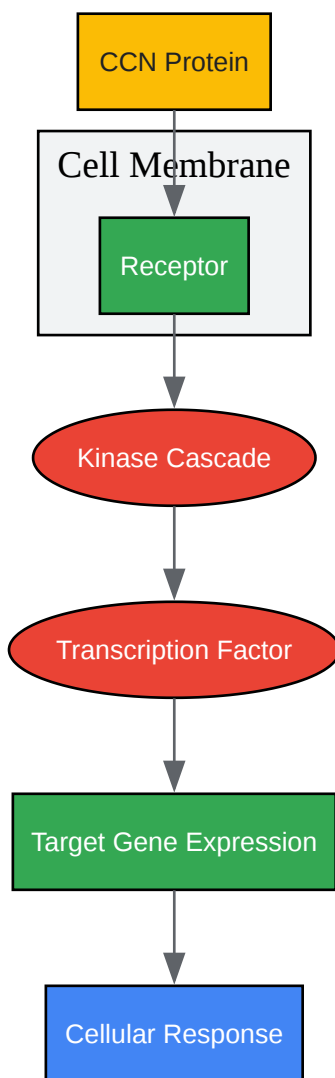 CCN Protein
Cell Membrane
Receptor
Kinase Cascade
Transcription Factor
Target Gene Expression
Cellular Response